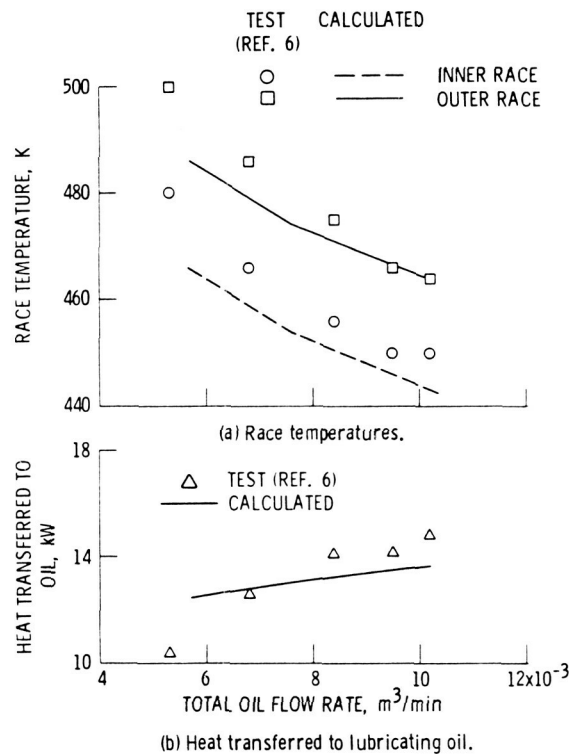 TEST CALCULATED
(REF. 6)
INNER RACE
OUTER RACE
500
480
460
440
RACE TEMPERATURE, K
(a) Race temperatures.
18
14
10
HEAT TRANSFERRED TO
OIL, kW
TEST (REF. 6)
CALCULATED
4 6 8 10 12x10⁻³
TOTAL OIL FLOW RATE, m³/min
(b) Heat transferred to lubricating oil.